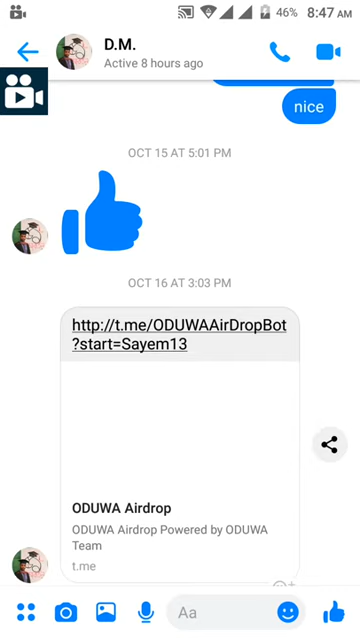 46% 8:47 AM
D.M.
Active 8 hours ago
nice
OCT 15 AT 5:01 PM
OCT 16 AT 3:03 PM
http://t.me/ODUWAAirDropBot
?start=Sayem13
ODUWA Airdrop
ODUWA Airdrop Powered by ODUWA
Team
t.me
Aa